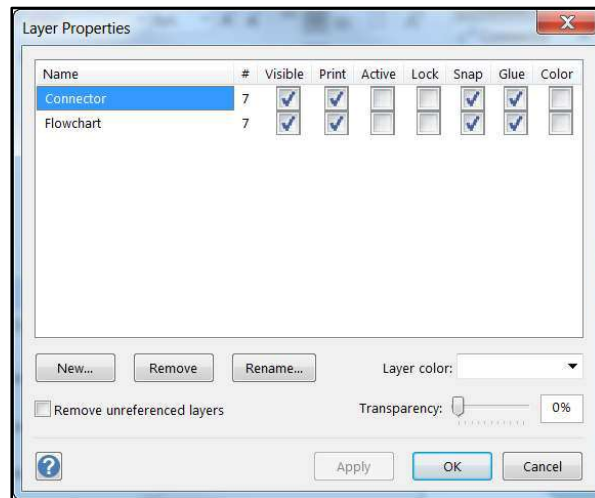 Layer Properties
Name # Visible Print Active Lock Snap Glue Color
Connector 7
Flowchart 7
New... Remove Rename... Layer color:
Remove unreferenced layers Transparency: 0%
? Apply OK Cancel